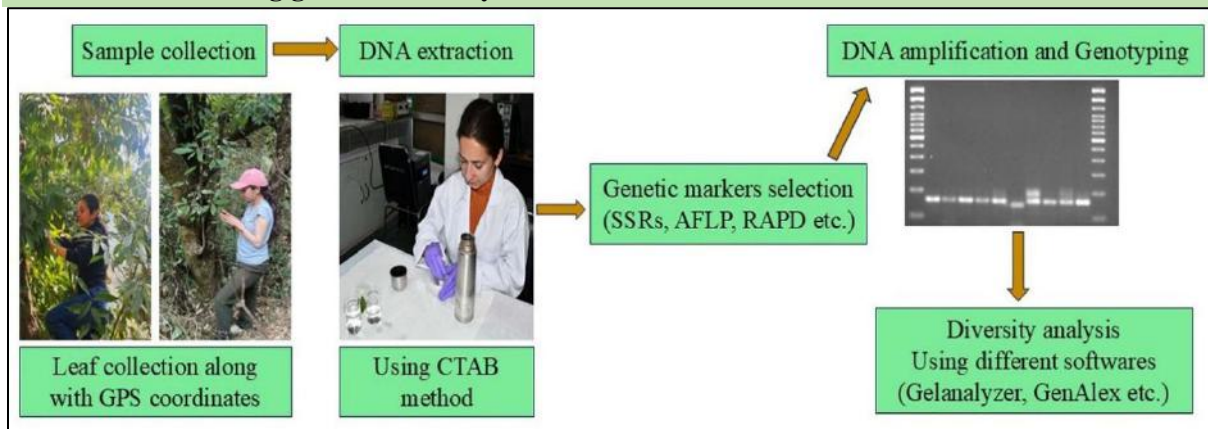 Sample collection
DNA extraction
DNA amplification and Genotyping
Genetic markers selection
(SSRs, AFLP, RAPD etc.)
Leaf collection along
with GPS coordinates
Using CTAB
method
Diversity analysis
Using different softwares
(Gelanalyzer, GenAlex etc.)